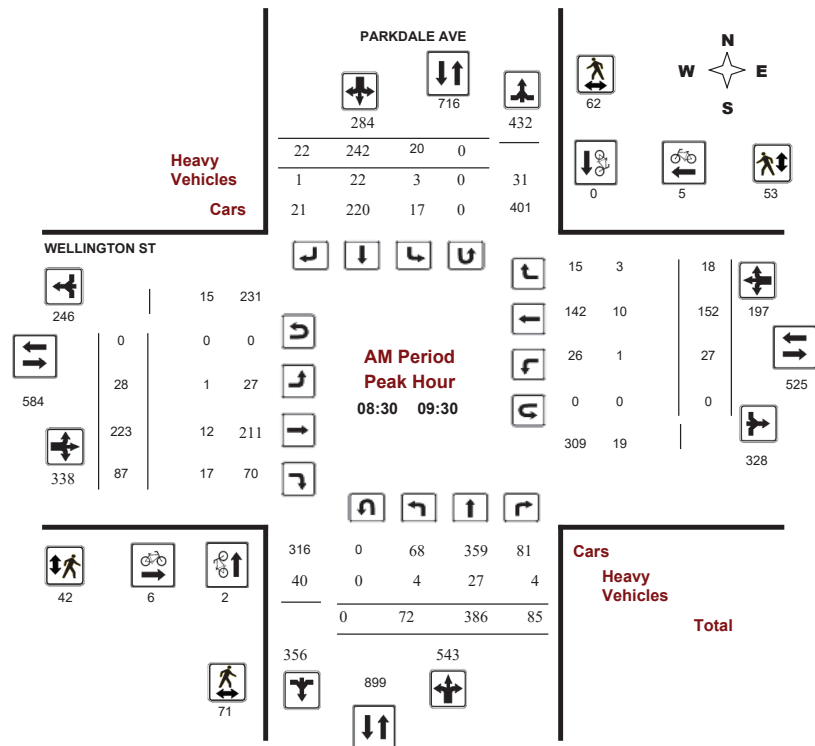 PARKDALE AVE
N
W E
S
716
62
284 432
22 242 20 0
Heavy
Vehicles
1 22 3 0 31
Cars
21 220 17 0 401
0 5 53
WELLINGTON ST
246
15 231
0 0 0
584
28 1 27
223 12 211
338
87 17 70
AM Period
Peak Hour
08:30 09:30
15 3 18
142 10 152 197
26 1 27
525
0 0 0
309 19
328
316 0 68 359 81
40 0 4 27 4
0 72 386 85
Cars
Heavy
Vehicles
Total
42 6 2
71
356 543
899